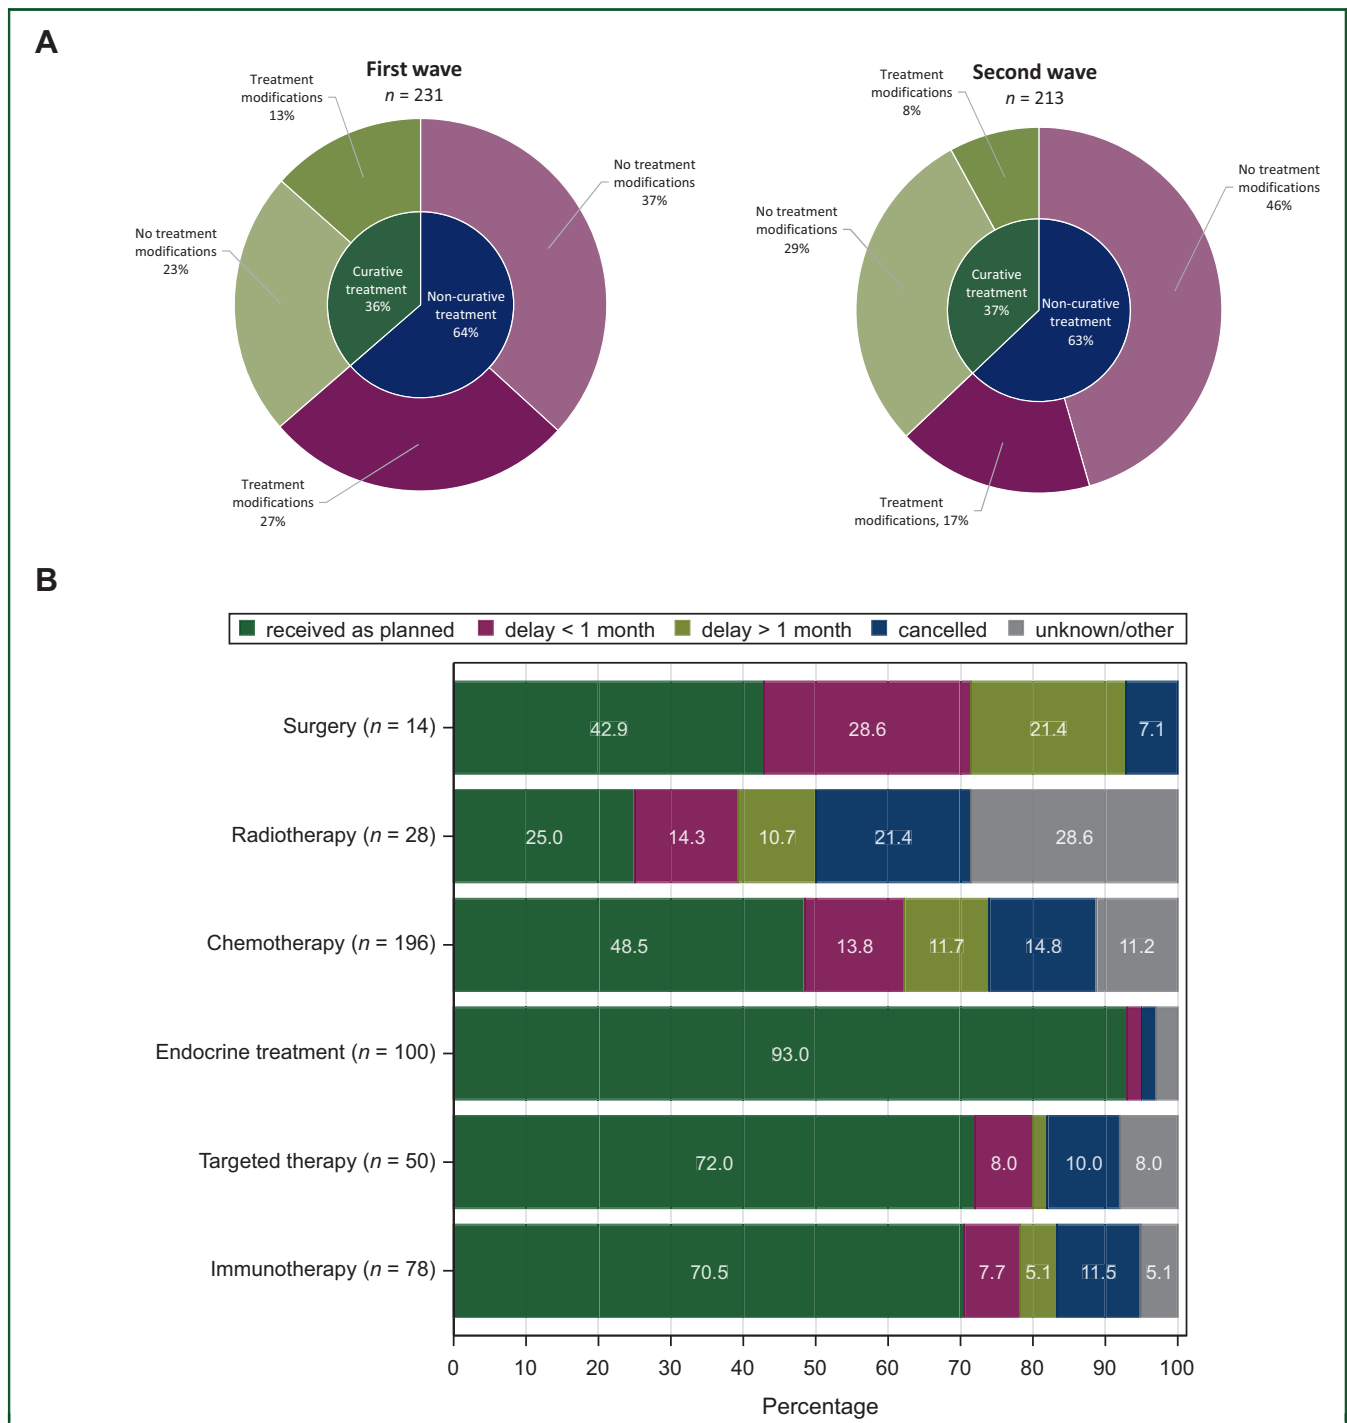 A
First wave
n = 231
Treatment
modifications
13%
No treatment
modifications
37%
No treatment
modifications
23%
Curative
treatment
36%
Non-curative
treatment
64%
Treatment
modifications
27%
Second wave
n = 213
Treatment
modifications
8%
No treatment
modifications
46%
No treatment
modifications
29%
Curative
treatment
37%
Non-curative
treatment
63%
Treatment
modifications, 17%
B
received as planned delay < 1 month delay > 1 month cancelled unknown/other
Surgery (n = 14) 42.9 28.6 21.4 7.1
Radiotherapy (n = 28) 25.0 14.3 10.7 21.4 28.6
Chemotherapy (n = 196) 48.5 13.8 11.7 14.8 11.2
Endocrine treatment (n = 100) 93.0
Targeted therapy (n = 50) 72.0 8.0 10.0 8.0
Immunotherapy (n = 78) 70.5 7.7 5.1 11.5 5.1
0 10 20 30 40 50 60 70 80 90 100
Percentage